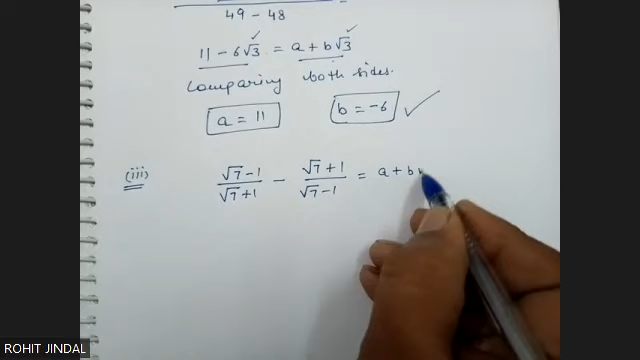 49 - 48
11 - 6√3 = a + b√3
Comparing both sides.
a = 11 b = -6
(iii) (√7 - 1)/(√7 + 1) - (√7 + 1)/(√7 - 1) = a + b
ROHIT JINDAL